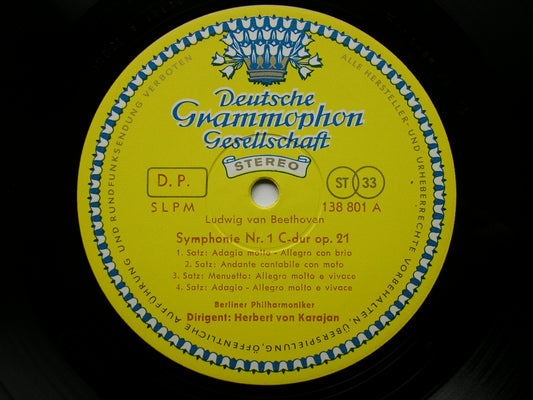 Deutsche
Grammophon
Gesellschaft
STEREO
D. P.
ST 33
SLPM
138 801 A
Ludwig van Beethoven
Symphonie Nr. 1 C-dur op. 21
1. Satz: Adagio molto - Allegro con brio
2. Satz: Andante cantabile con moto
3. Satz: Menuetto: Allegro molto e vivace
4. Satz: Adagio - Allegro molto e vivace
Berliner Philharmoniker
Dirigent: Herbert von Karajan
ALLE HERSTELLER- UND URHEBERRECHTE VORBEHALTEN, ÜBERSPIELUNG, ÖFFENTLICHE AUFFÜHRUNG UND RUNDFUNKSENDUNG VERBOTEN